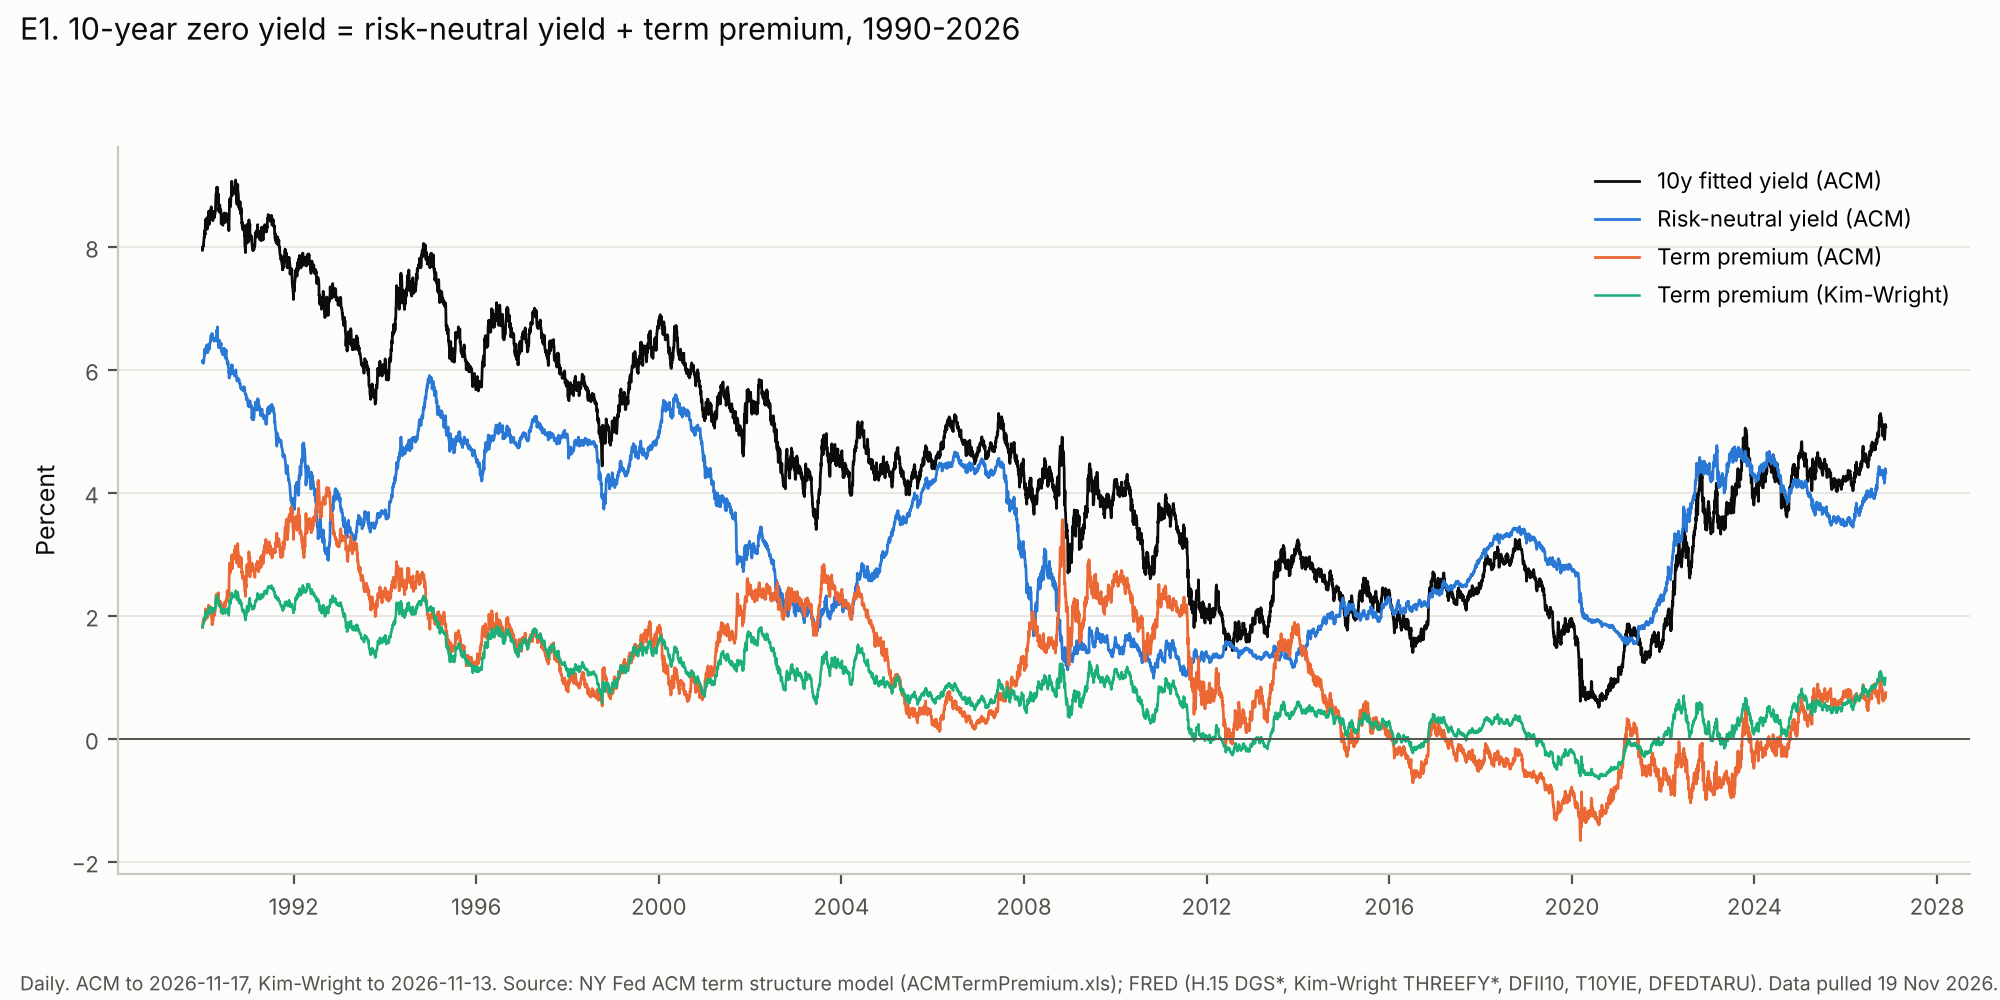 E1. 10-year zero yield = risk-neutral yield + term premium, 1990-2026
10y fitted yield (ACM)
Risk-neutral yield (ACM)
Term premium (ACM)
Term premium (Kim-Wright)
Percent
8
6
4
2
0
−2
1992 1996 2000 2004 2008 2012 2016 2020 2024 2028
Daily. ACM to 2026-11-17, Kim-Wright to 2026-11-13. Source: NY Fed ACM term structure model (ACMTermPremium.xls); FRED (H.15 DGS*, Kim-Wright THREEFY*, DFII10, T10YIE, DFEDTARU). Data pulled 19 Nov 2026.